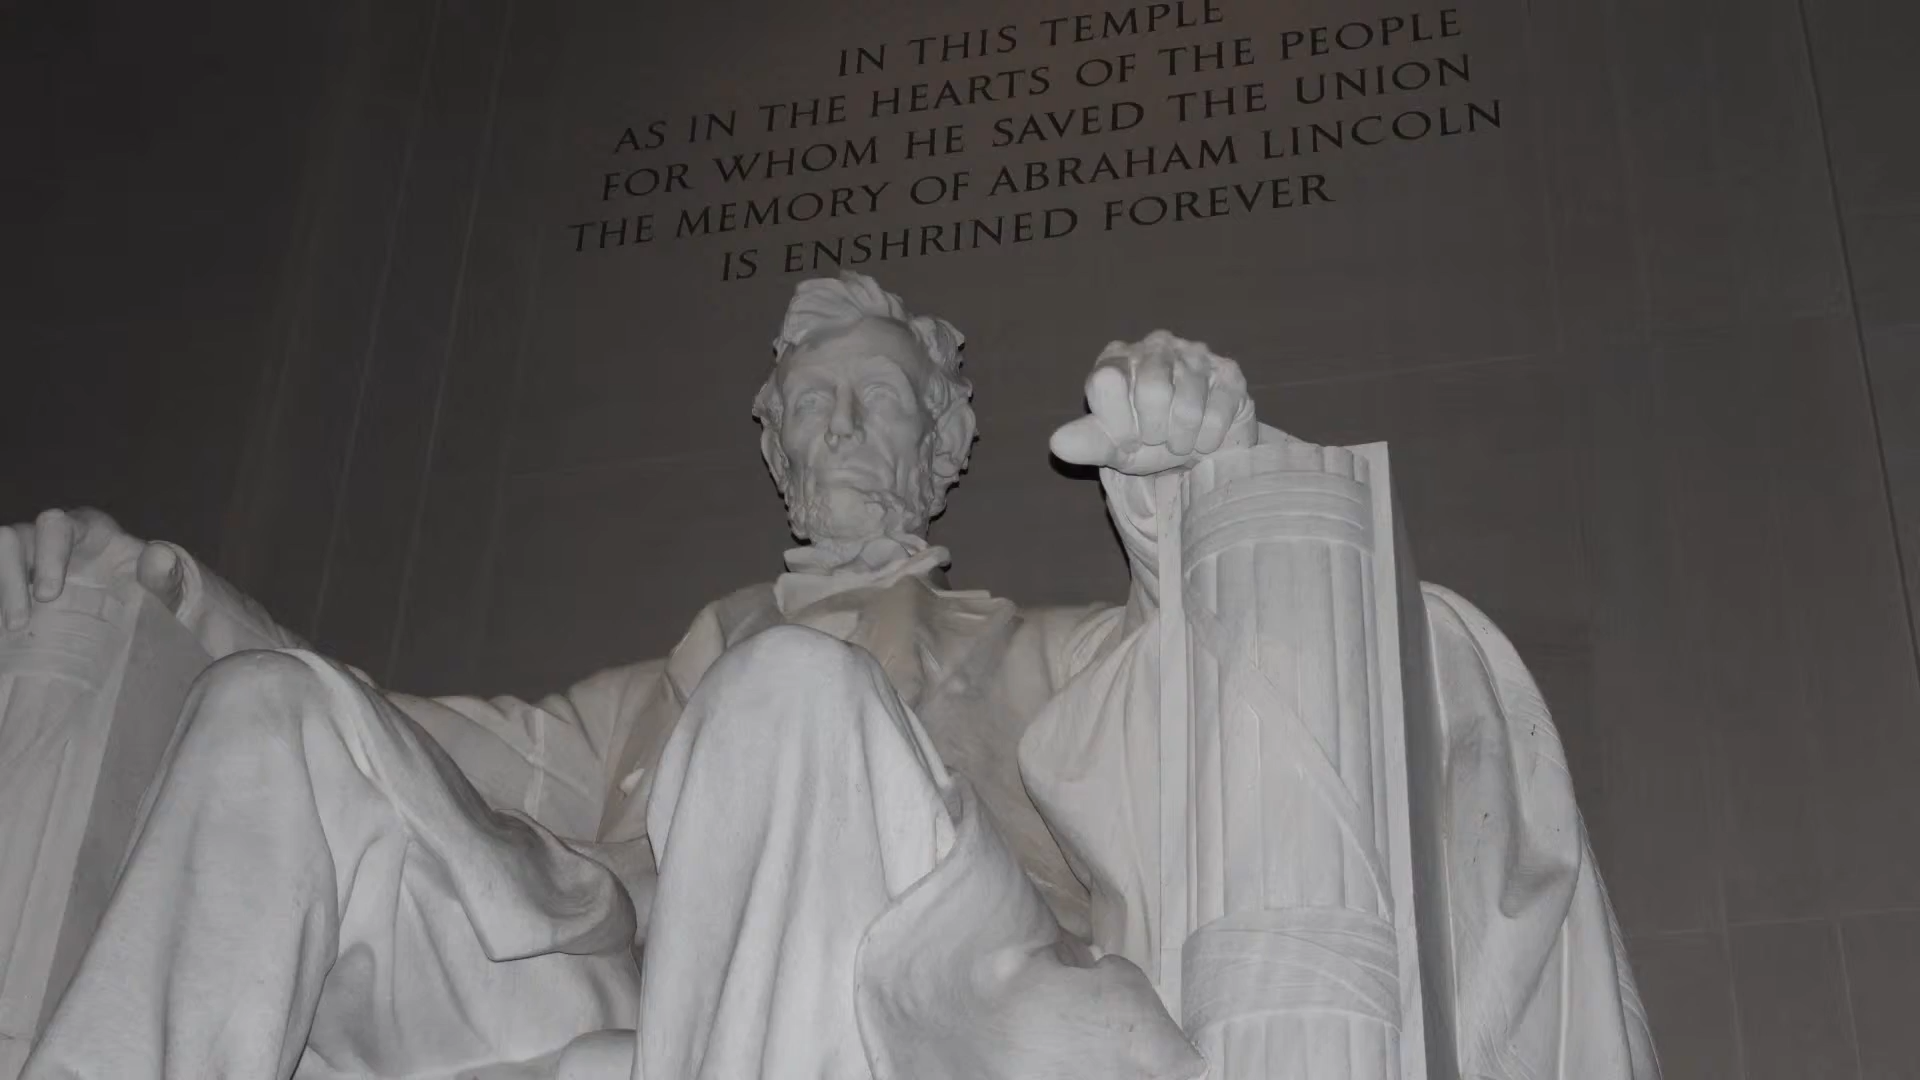 IN THIS TEMPLE
AS IN THE HEARTS OF THE PEOPLE
FOR WHOM HE SAVED THE UNION
THE MEMORY OF ABRAHAM LINCOLN
IS ENSHRINED FOREVER